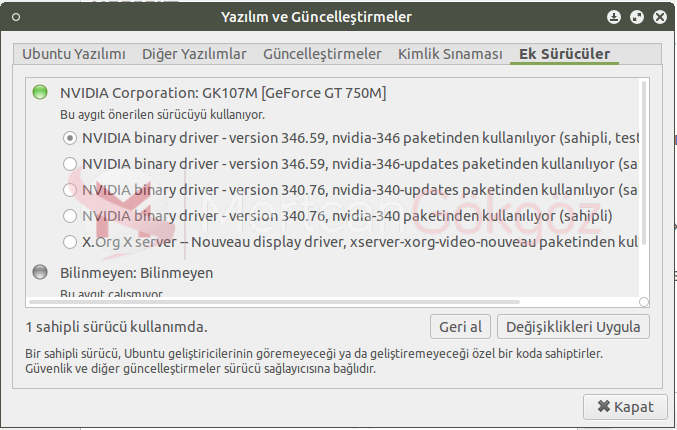 Yazılım ve Güncelleştirmeler
Ubuntu Yazılımı Diğer Yazılımlar Güncelleştirmeler Kimlik Sınaması Ek Sürücüler
NVIDIA Corporation: GK107M [GeForce GT 750M]
Bu aygıt önerilen sürücüyü kullanıyor.
NVIDIA binary driver - version 346.59, nvidia-346 paketinden kullanılıyor (sahipli, test
NVIDIA binary driver - version 346.59, nvidia-346-updates paketinden kullanılıyor (sa
NVIDIA binary driver - version 340.76, nvidia-340-updates paketinden kullanılıyor (sa
NVIDIA binary driver - version 340.76, nvidia-340 paketinden kullanılıyor (sahipli)
Mertcan Gökgöz
X.Org X server -- Nouveau display driver, xserver-xorg-video-nouveau paketinden kul
Bilinmeyen: Bilinmeyen
Bu aygıt çalışmıyor.
1 sahipli sürücü kullanımda.
Geri al
Değişiklikleri Uygula
Bir sahipli sürücü, Ubuntu geliştiricilerinin göremeyeceği ya da geliştiremeyeceği özel bir koda sahiptirler.
Güvenlik ve diğer güncelleştirmeler sürücü sağlayıcısına bağlıdır.
Kapat